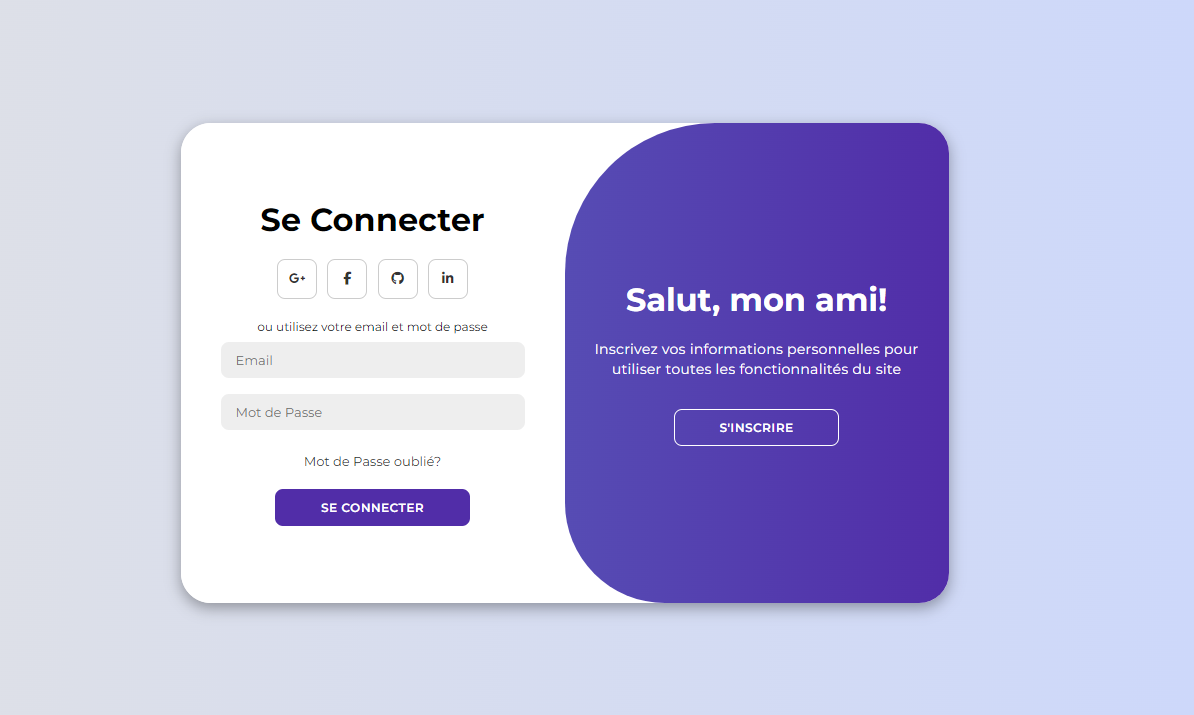 Se Connecter
G+
f
in
ou utilisez votre email et mot de passe
Email
Mot de Passe
Mot de Passe oublié?
SE CONNECTER
Salut, mon ami!
Inscrivez vos informations personnelles pour
utiliser toutes les fonctionnalités du site
S'INSCRIRE